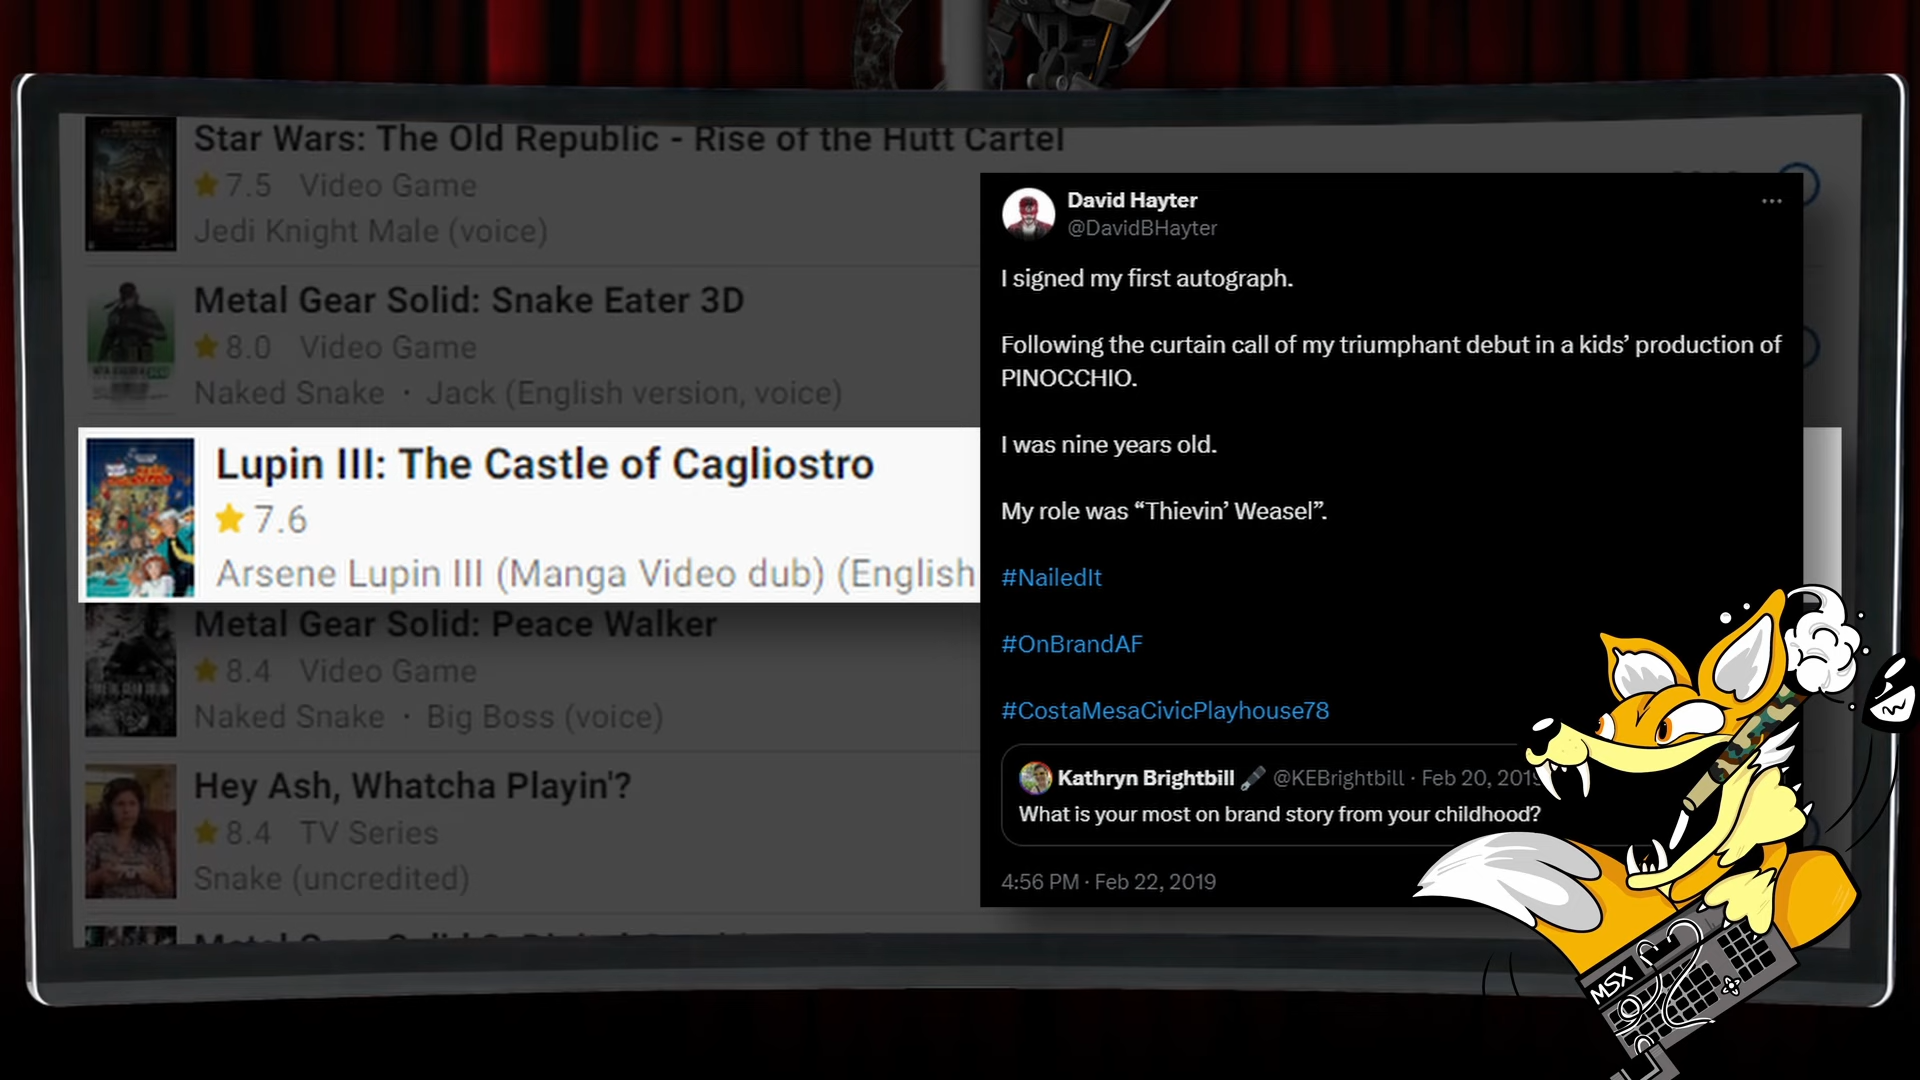 Star Wars: The Old Republic - Rise of the Hutt Cartel
7.5 Video Game
Jedi Knight Male (voice)
Metal Gear Solid: Snake Eater 3D
8.0 Video Game
Naked Snake · Jack (English version, voice)
Lupin III: The Castle of Cagliostro
7.6
Arsene Lupin III (Manga Video dub) (English
Metal Gear Solid: Peace Walker
8.4 Video Game
Naked Snake · Big Boss (voice)
Hey Ash, Whatcha Playin'?
8.4 TV Series
Snake (uncredited)
David Hayter
@DavidBHayter
I signed my first autograph.
Following the curtain call of my triumphant debut in a kids’ production of
PINOCCHIO.
I was nine years old.
My role was “Thievin’ Weasel”.
#NailedIt
#OnBrandAF
#CostaMesaCivicPlayhouse78
Kathryn Brightbill @KEBrightbill · Feb 20, 2019
What is your most on brand story from your childhood?
4:56 PM · Feb 22, 2019
MSX